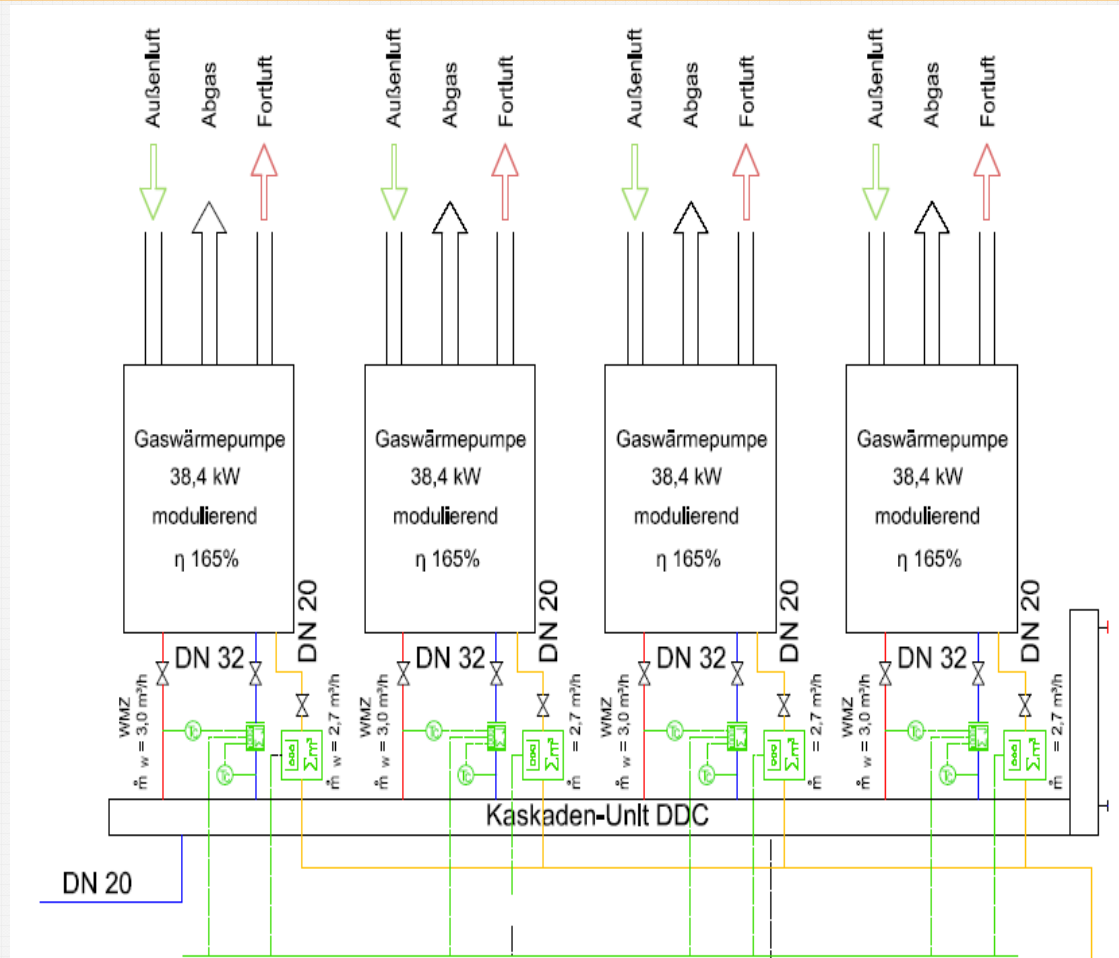 Außenluft
Abgas
Fortluft
Außenluft
Abgas
Fortluft
Außenluft
Abgas
Fortluft
Außenluft
Abgas
Fortluft
Gaswärmepumpe
38,4 kW
modulierend
η 165%
Gaswärmepumpe
38,4 kW
modulierend
η 165%
Gaswärmepumpe
38,4 kW
modulierend
η 165%
Gaswärmepumpe
38,4 kW
modulierend
η 165%
DN 20
DN 20
DN 20
DN 20
DN 32
DN 32
DN 32
DN 32
WMZ
m̊ w = 3,0 m³/h
m̊ w = 2,7 m³/h
WMZ
m̊ w = 3,0 m³/h
m̊ w = 2,7 m³/h
WMZ
m̊ w = 3,0 m³/h
m̊ w = 2,7 m³/h
WMZ
m̊ w = 3,0 m³/h
m̊ w = 2,7 m³/h
Σm³
Σm³
Σm³
Σm³
Kaskaden-Unit DDC
DN 20